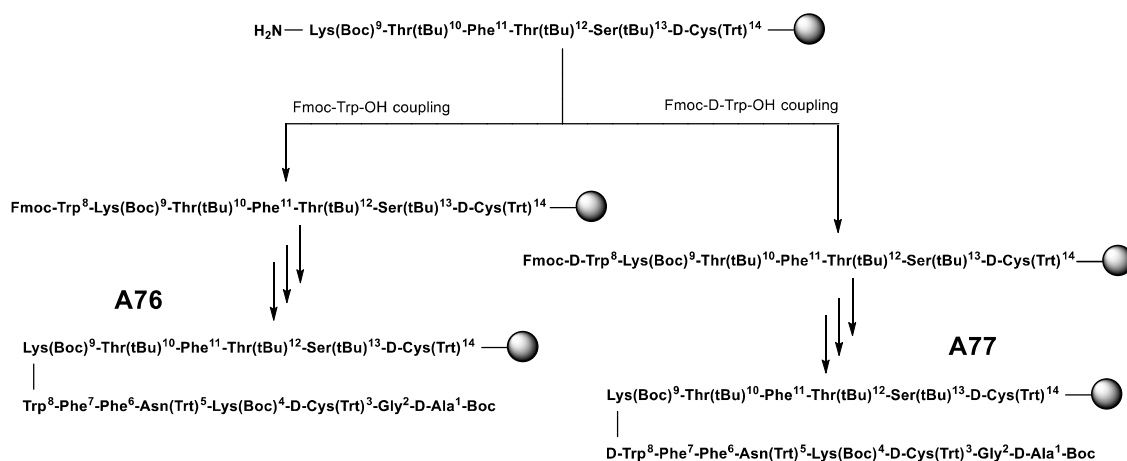 H₂N— Lys(Boc)⁹-Thr(tBu)¹⁰-Phe¹¹-Thr(tBu)¹²-Ser(tBu)¹³-D-Cys(Trt)¹⁴
Fmoc-Trp-OH coupling
Fmoc-D-Trp-OH coupling
Fmoc-Trp⁸-Lys(Boc)⁹-Thr(tBu)¹⁰-Phe¹¹-Thr(tBu)¹²-Ser(tBu)¹³-D-Cys(Trt)¹⁴
Fmoc-D-Trp⁸-Lys(Boc)⁹-Thr(tBu)¹⁰-Phe¹¹-Thr(tBu)¹²-Ser(tBu)¹³-D-Cys(Trt)¹⁴
A76
Lys(Boc)⁹-Thr(tBu)¹⁰-Phe¹¹-Thr(tBu)¹²-Ser(tBu)¹³-D-Cys(Trt)¹⁴
Trp⁸-Phe⁷-Phe⁶-Asn(Trt)⁵-Lys(Boc)⁴-D-Cys(Trt)³-Gly²-D-Ala¹-Boc
A77
Lys(Boc)⁹-Thr(tBu)¹⁰-Phe¹¹-Thr(tBu)¹²-Ser(tBu)¹³-D-Cys(Trt)¹⁴
D-Trp⁸-Phe⁷-Phe⁶-Asn(Trt)⁵-Lys(Boc)⁴-D-Cys(Trt)³-Gly²-D-Ala¹-Boc